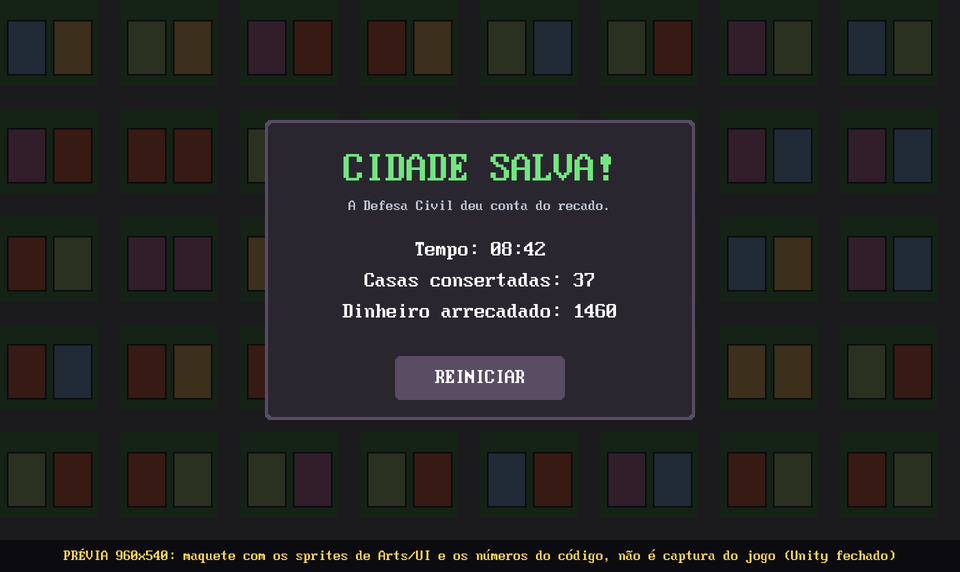 CIDADE SALVA!
A Defesa Civil deu conta do recado.
Tempo: 08:42
Casas consertadas: 37
Dinheiro arrecadado: 1460
REINICIAR
PRÉVIA 960x540: maquete com os sprites de Arts/UI e os números do código, não é captura do jogo (Unity fechado)